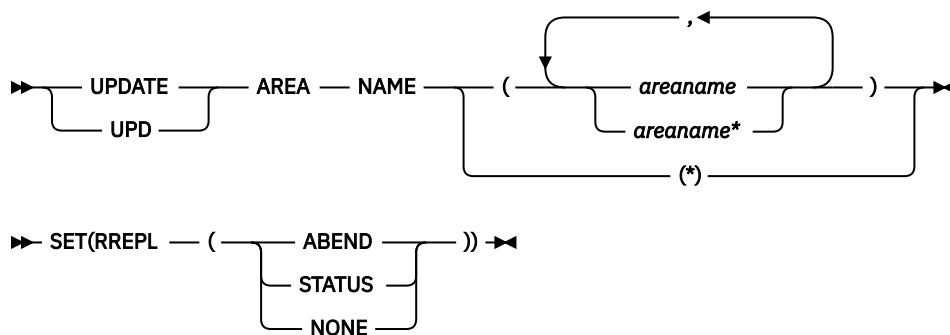 ,
UPDATE AREA NAME ( areaname )
UPD areaname*
(*)
SET(RREPL ( ABEND ))
STATUS
NONE